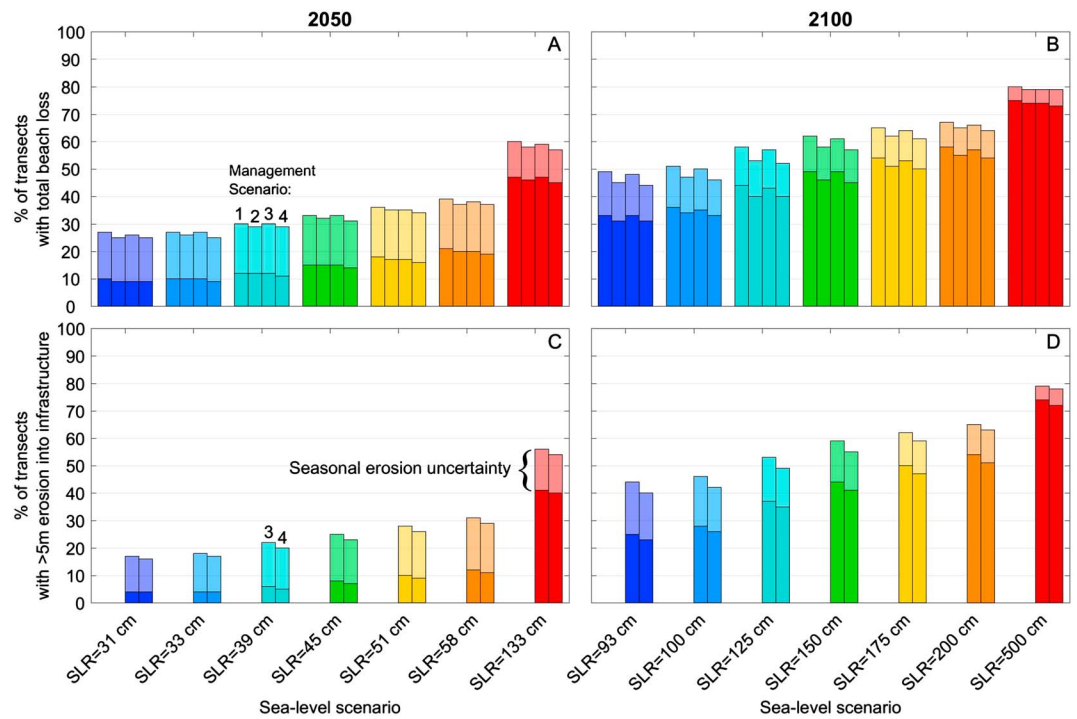 2050
2100
100
90
80
70
60
50
40
30
20
10
0
% of transects
with total beach loss
A
B
Management
Scenario:
1 2 3 4
100
90
80
70
60
50
40
30
20
10
0
% of transects
with >5m erosion into infrastructure
C
D
Seasonal erosion uncertainty
3 4
SLR=31 cm
SLR=33 cm
SLR=39 cm
SLR=45 cm
SLR=51 cm
SLR=58 cm
SLR=133 cm
SLR=93 cm
SLR=100 cm
SLR=125 cm
SLR=150 cm
SLR=175 cm
SLR=200 cm
SLR=500 cm
Sea-level scenario
Sea-level scenario